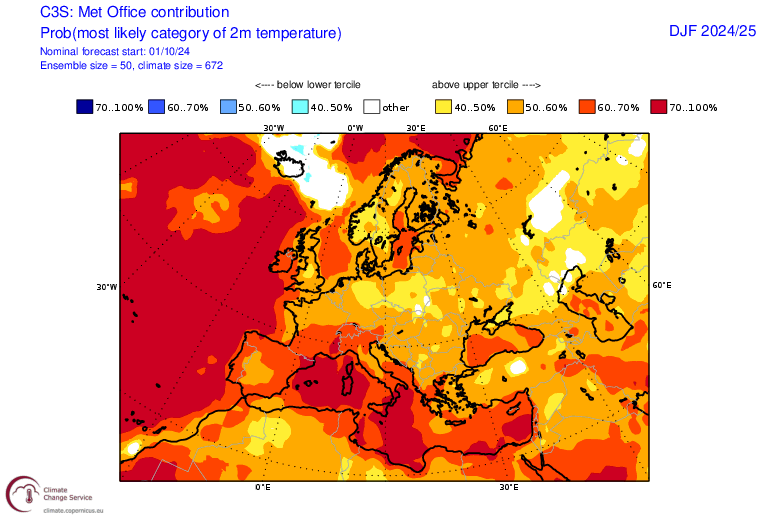 C3S: Met Office contribution
Prob(most likely category of 2m temperature)
DJF 2024/25
Nominal forecast start: 01/10/24
Ensemble size = 50, climate size = 672
<---- below lower tercile
above upper tercile ---->
70..100% 60..70% 50..60% 40..50% other 40..50% 50..60% 60..70% 70..100%
30°W 0°W 30°E 60°E
30°W
60°E
0°E 30°E
Climate
Change Service
climate.copernicus.eu